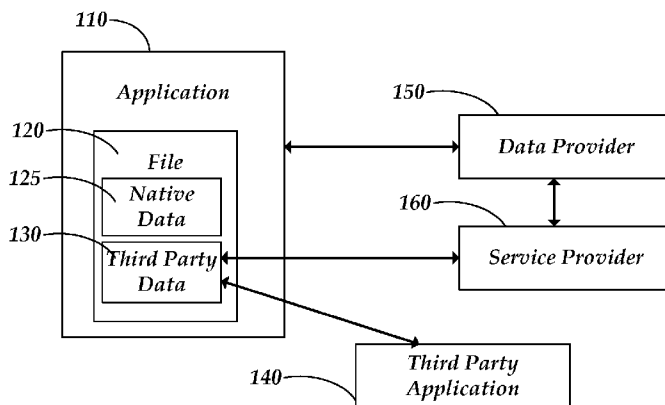 110
Application
120
File
125
Native
Data
130
Third Party
Data
150
Data Provider
160
Service Provider
140
Third Party
Application